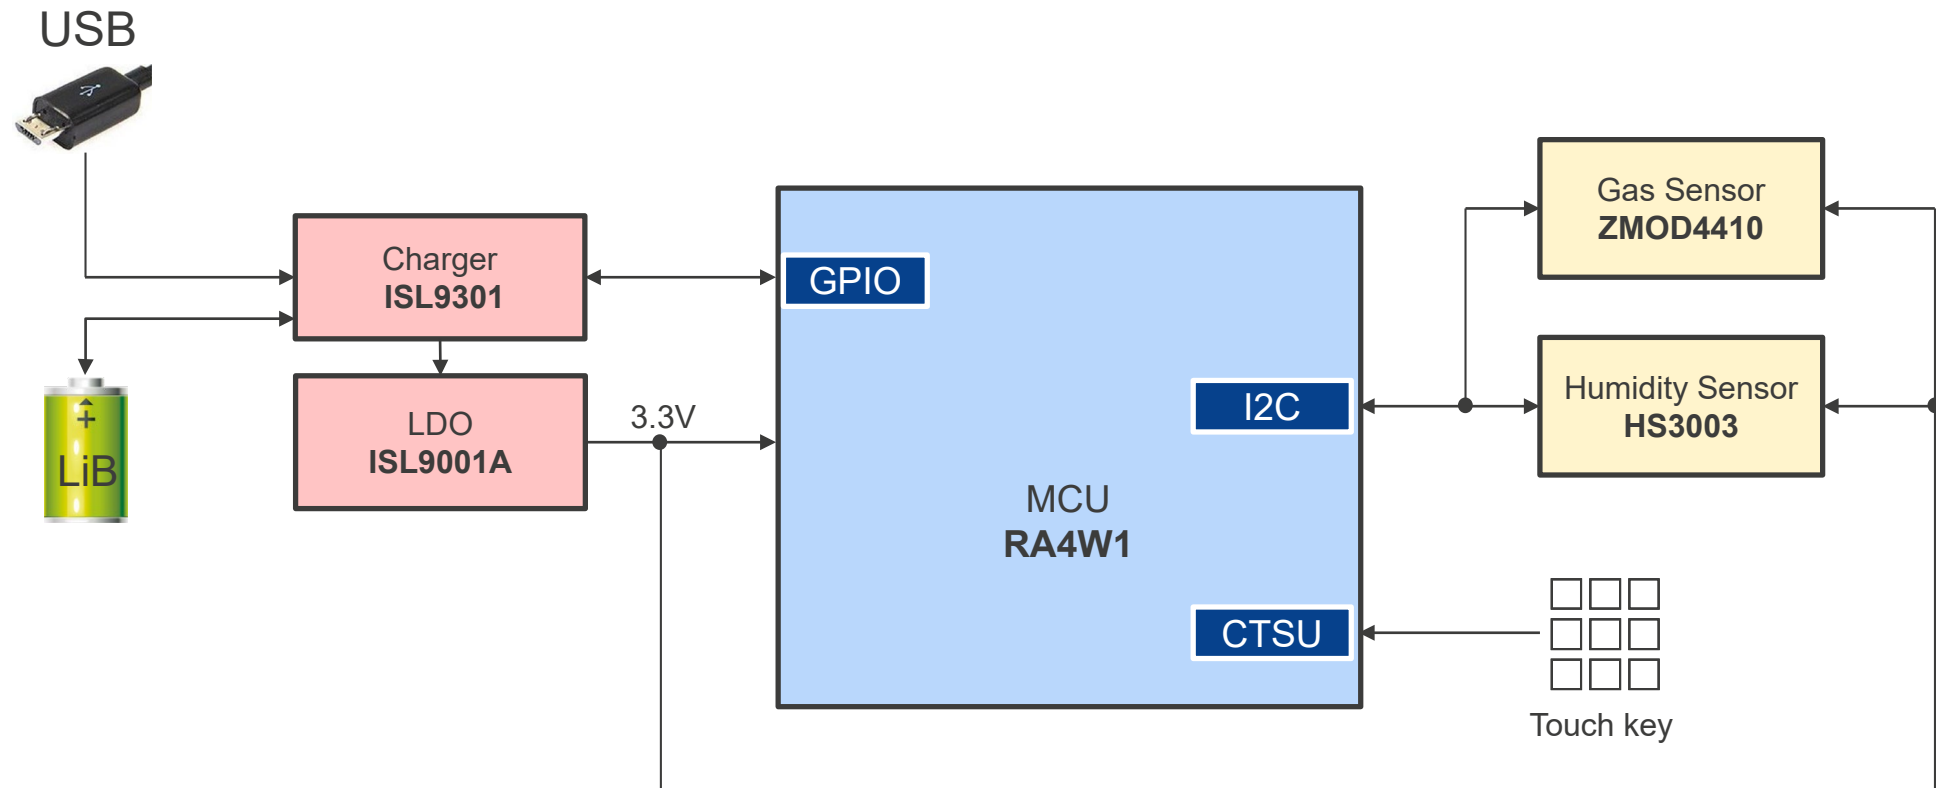 USB
Charger
ISL9301
LDO
ISL9001A
3.3V
+
LiB
GPIO
I2C
MCU
RA4W1
CTSU
Gas Sensor
ZMOD4410
Humidity Sensor
HS3003
Touch key